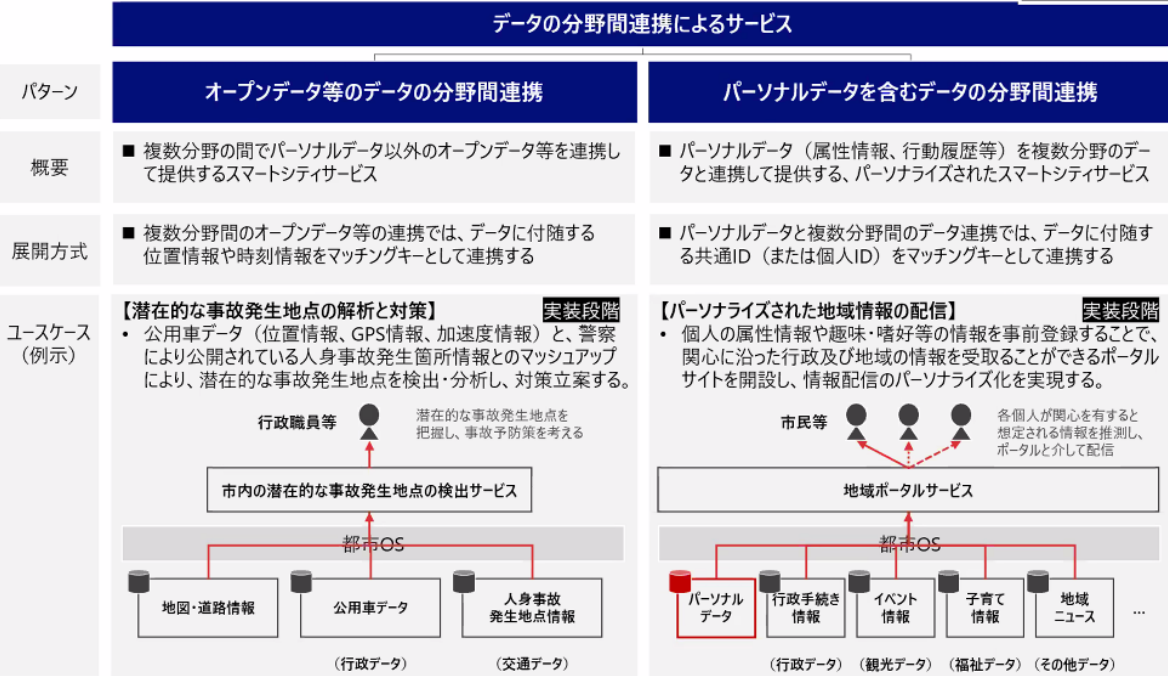 データの分野間連携によるサービス
パターン
オープンデータ等のデータの分野間連携
パーソナルデータを含むデータの分野間連携
概要
■ 複数分野の間でパーソナルデータ以外のオープンデータ等を連携し
て提供するスマートシティサービス
■ パーソナルデータ（属性情報、行動履歴等）を複数分野のデー
タと連携して提供する、パーソナライズされたスマートシティサービス
展開方式
■ 複数分野間のオープンデータ等の連携では、データに付随する
位置情報や時刻情報をマッチングキーとして連携する
■ パーソナルデータと複数分野間のデータ連携では、データに付随す
る共通ID（または個人ID）をマッチングキーとして連携する
ユースケース
（例示）
【潜在的な事故発生地点の解析と対策】
実装段階
• 公用車データ（位置情報、GPS情報、加速度情報）と、警察
により公開されている人身事故発生箇所情報とのマッシュアップ
により、潜在的な事故発生地点を検出・分析し、対策立案する。
行政職員等
潜在的な事故発生地点を
把握し、事故予防策を考える
市内の潜在的な事故発生地点の検出サービス
都市OS
地図・道路情報
公用車データ
人身事故
発生地点情報
（行政データ）
（交通データ）
【パーソナライズされた地域情報の配信】
実装段階
• 個人の属性情報や趣味・嗜好等の情報を事前登録することで、
関心に沿った行政及び地域の情報を受取ることができるポータル
サイトを開設し、情報配信のパーソナライズ化を実現する。
市民等
各個人が関心を有すると
想定される情報を推測し、
ポータルと介して配信
地域ポータルサービス
都市OS
パーソナル
データ
行政手続き
情報
イベント
情報
子育て
情報
地域
ニュース
…
（行政データ）
（観光データ）
（福祉データ）
（その他データ）